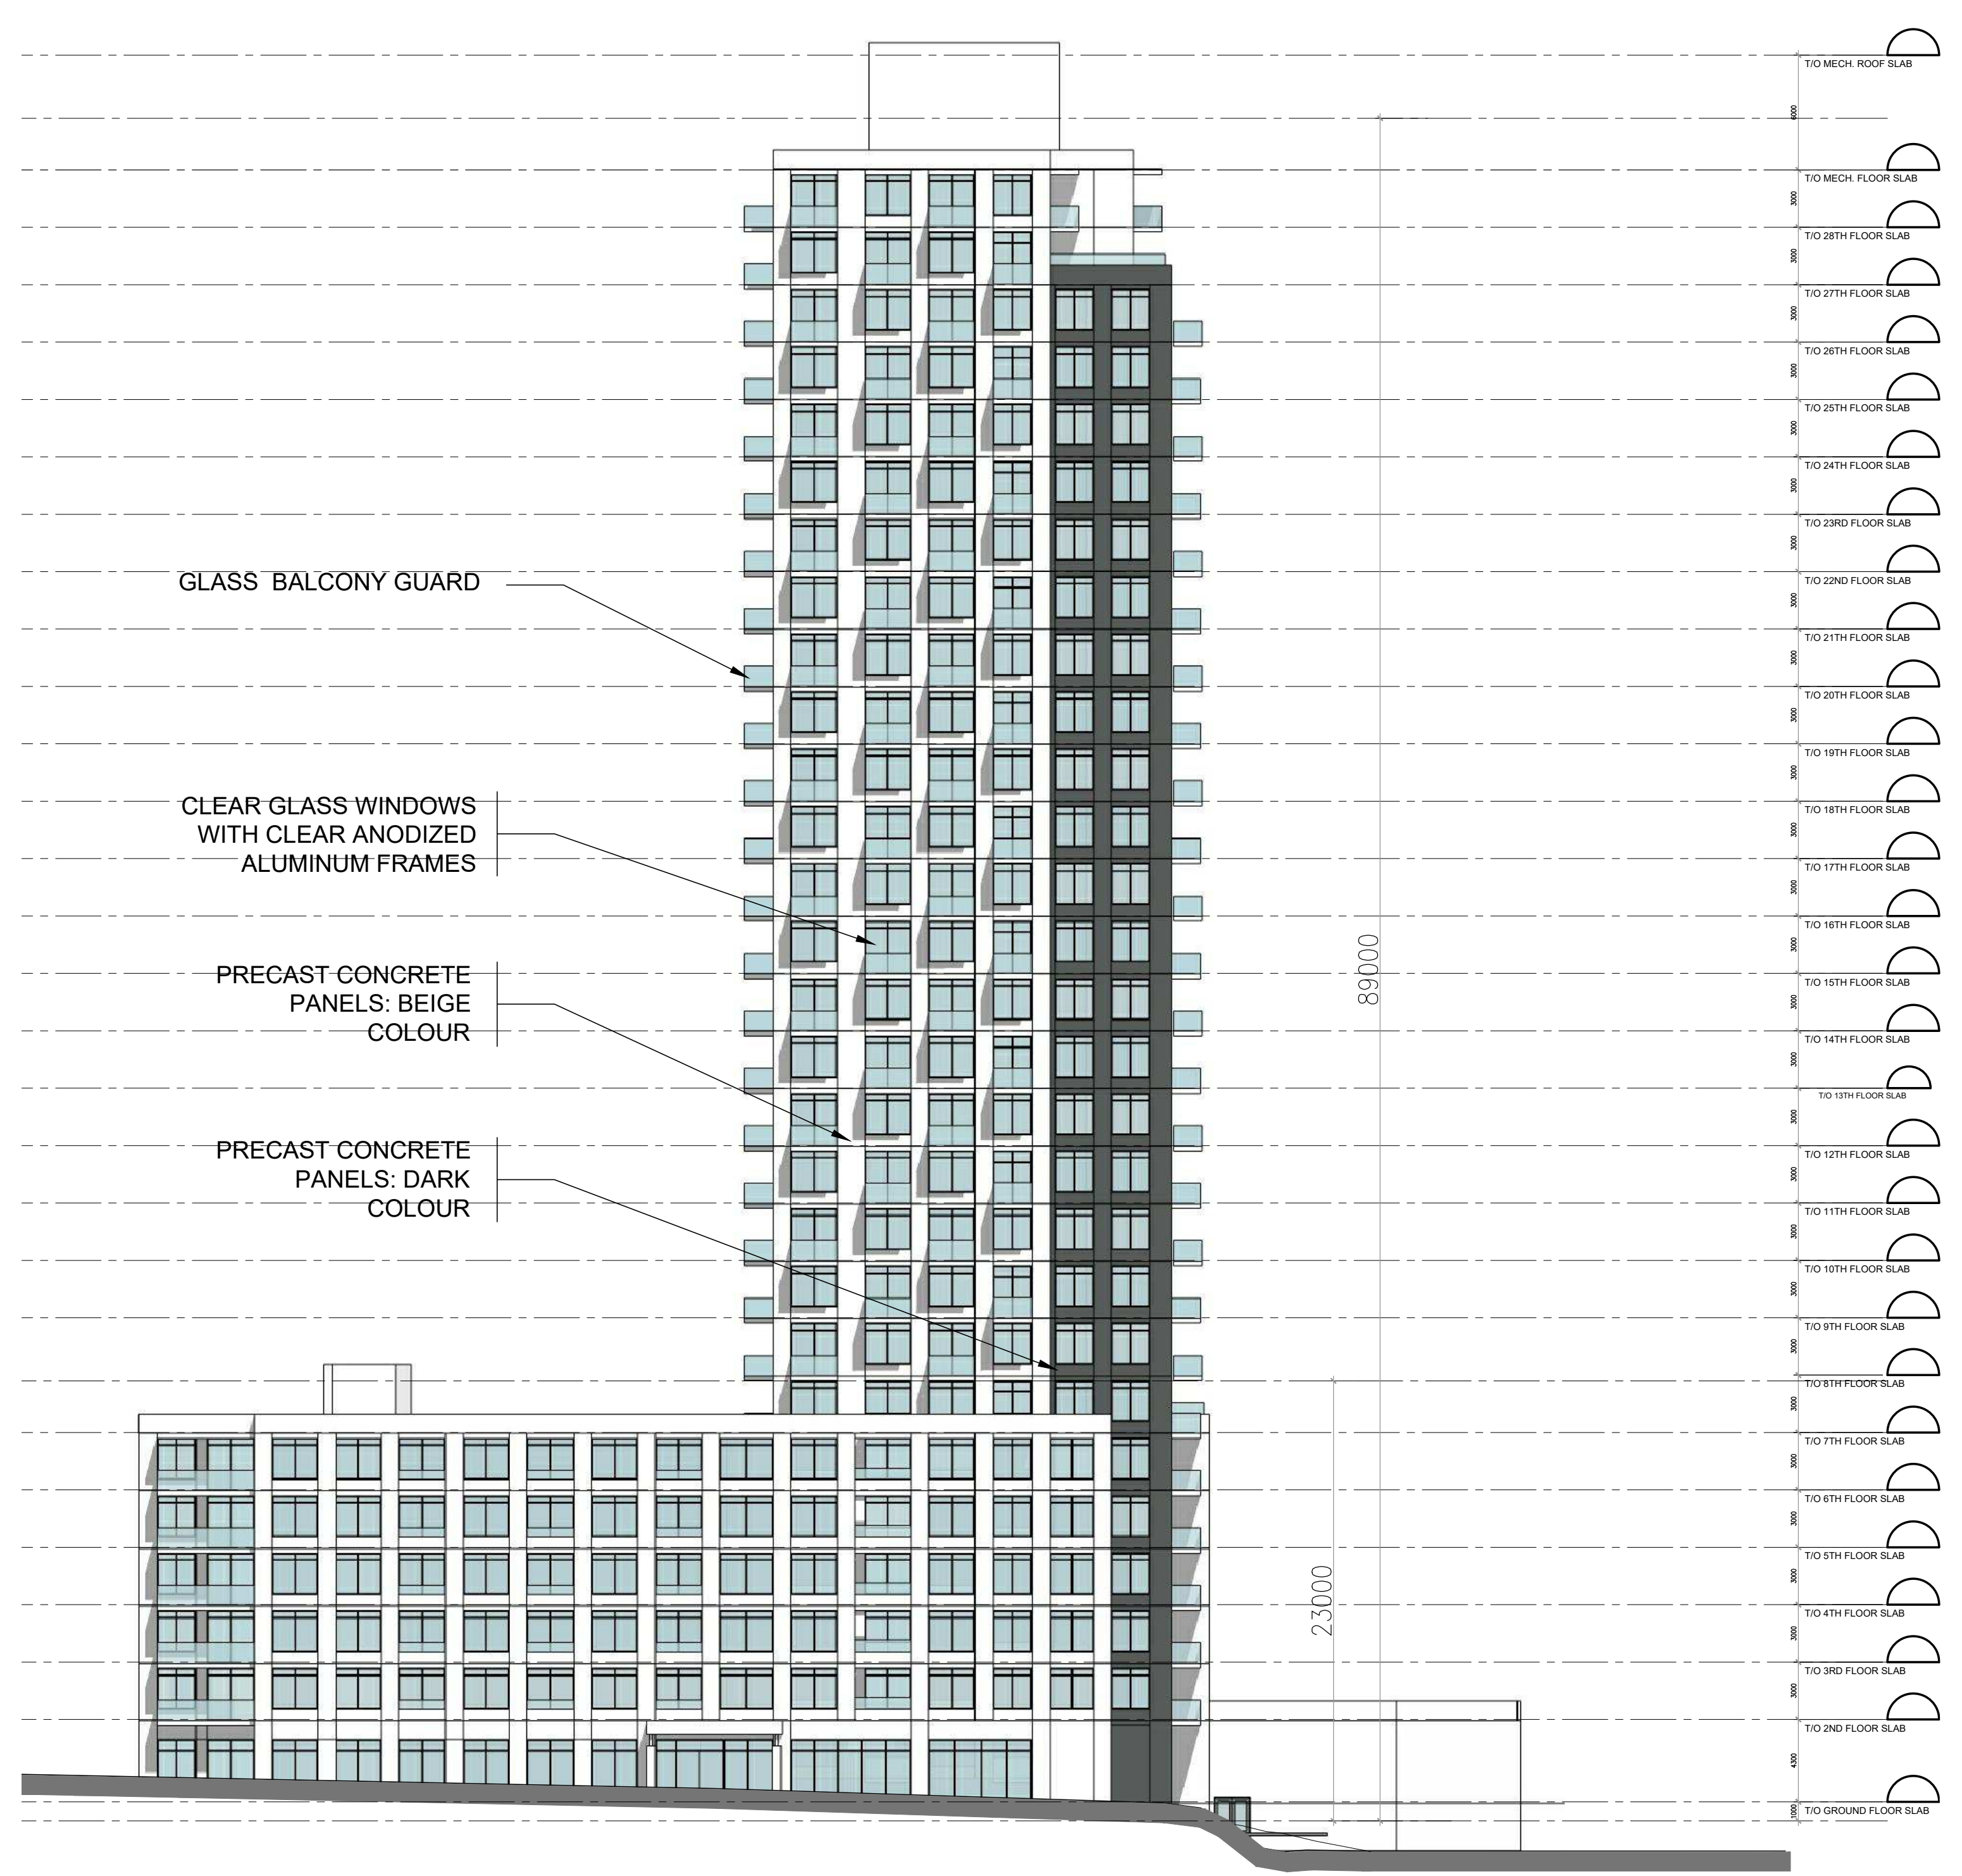 T/O MECH. ROOF SLAB
6000
T/O MECH. FLOOR SLAB
3000
T/O 28TH FLOOR SLAB
3000
T/O 27TH FLOOR SLAB
3000
T/O 26TH FLOOR SLAB
3000
T/O 25TH FLOOR SLAB
3000
T/O 24TH FLOOR SLAB
3000
T/O 23RD FLOOR SLAB
3000
T/O 22ND FLOOR SLAB
GLASS BALCONY GUARD
3000
T/O 21TH FLOOR SLAB
3000
T/O 20TH FLOOR SLAB
3000
T/O 19TH FLOOR SLAB
3000
T/O 18TH FLOOR SLAB
CLEAR GLASS WINDOWS
WITH CLEAR ANODIZED
ALUMINUM FRAMES
3000
T/O 17TH FLOOR SLAB
3000
T/O 16TH FLOOR SLAB
3000
89000
T/O 15TH FLOOR SLAB
PRECAST CONCRETE
PANELS: BEIGE
COLOUR
3000
T/O 14TH FLOOR SLAB
3000
T/O 13TH FLOOR SLAB
3000
T/O 12TH FLOOR SLAB
PRECAST CONCRETE
PANELS: DARK
COLOUR
3000
T/O 11TH FLOOR SLAB
3000
T/O 10TH FLOOR SLAB
3000
T/O 9TH FLOOR SLAB
3000
T/O 8TH FLOOR SLAB
3000
T/O 7TH FLOOR SLAB
3000
T/O 6TH FLOOR SLAB
3000
T/O 5TH FLOOR SLAB
3000
23000
T/O 4TH FLOOR SLAB
3000
T/O 3RD FLOOR SLAB
3000
T/O 2ND FLOOR SLAB
4300
T/O GROUND FLOOR SLAB
1000